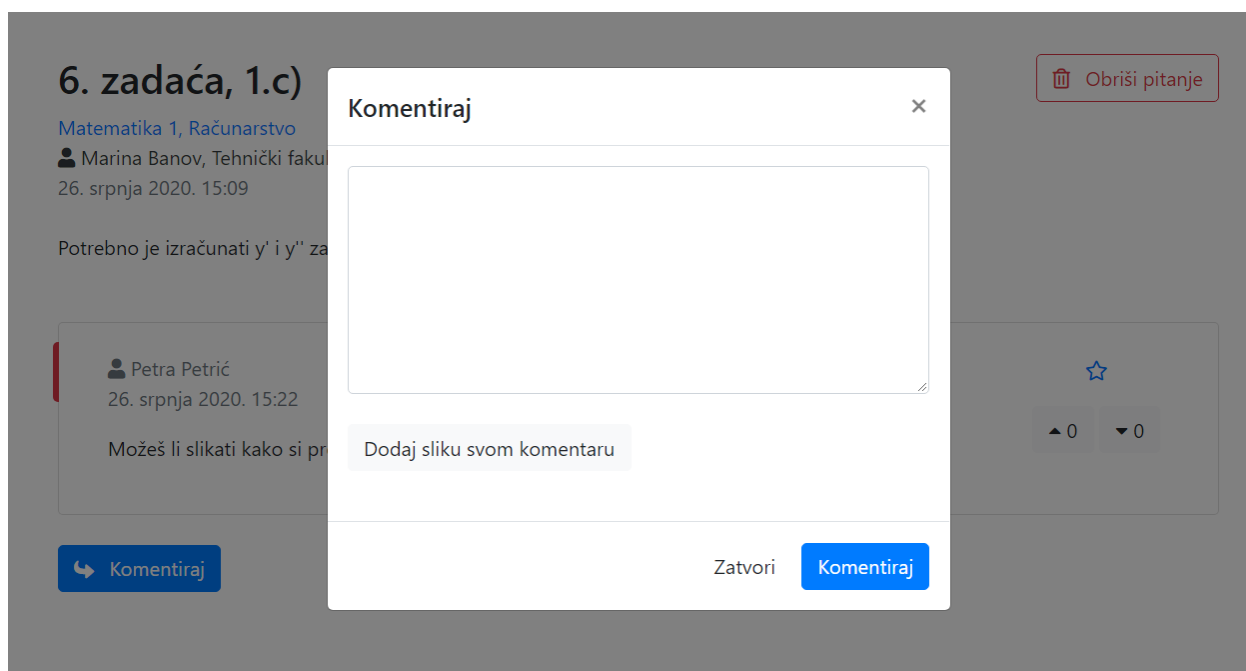 6. zadaća, 1.c)
Obriši pitanje
Matematika 1, Računarstvo
Marina Banov, Tehnički
26. srpnja 2020. 15:09
Potrebno je izračunati y' i y'' za
Komentiraj
×
Dodaj sliku svom komentaru
Zatvori
Komentiraj
Petra Petrić
26. srpnja 2020. 15:22
Možeš li slikati kako si
0
0
Komentiraj